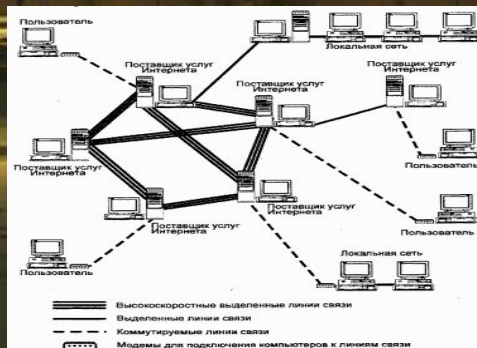 Пользователь
Локальная сеть
Поставщик услуг
Интернета
Поставщик услуг
Интернета
Поставщик услуг
Интернета
Поставщик услуг
Интернета
Пользователь
Поставщик услуг
Интернета
Поставщик услуг
Интернета
Пользователь
Локальная сеть
Пользователь
Высокоскоростные выделенные линии связи
Выделенные линии связи
Коммутируемые линии связи
Модемы для подключения компьютеров к линиям связи